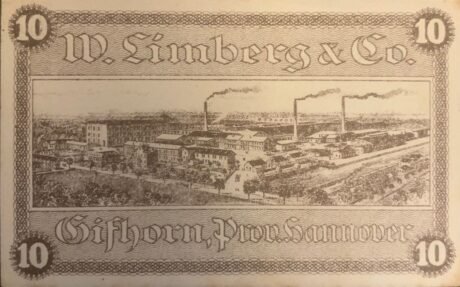 10 10
W. Limberg & Co.
Gifhorn, Prov. Hannover
10 10